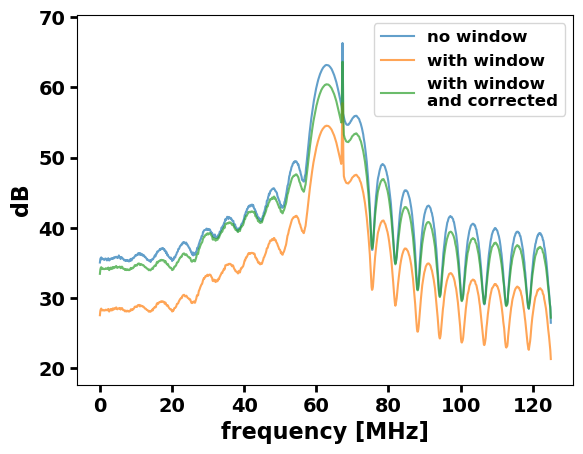 70
60
50
40
30
20
dB
no window
with window
with window
and corrected
0 20 40 60 80 100 120
frequency [MHz]